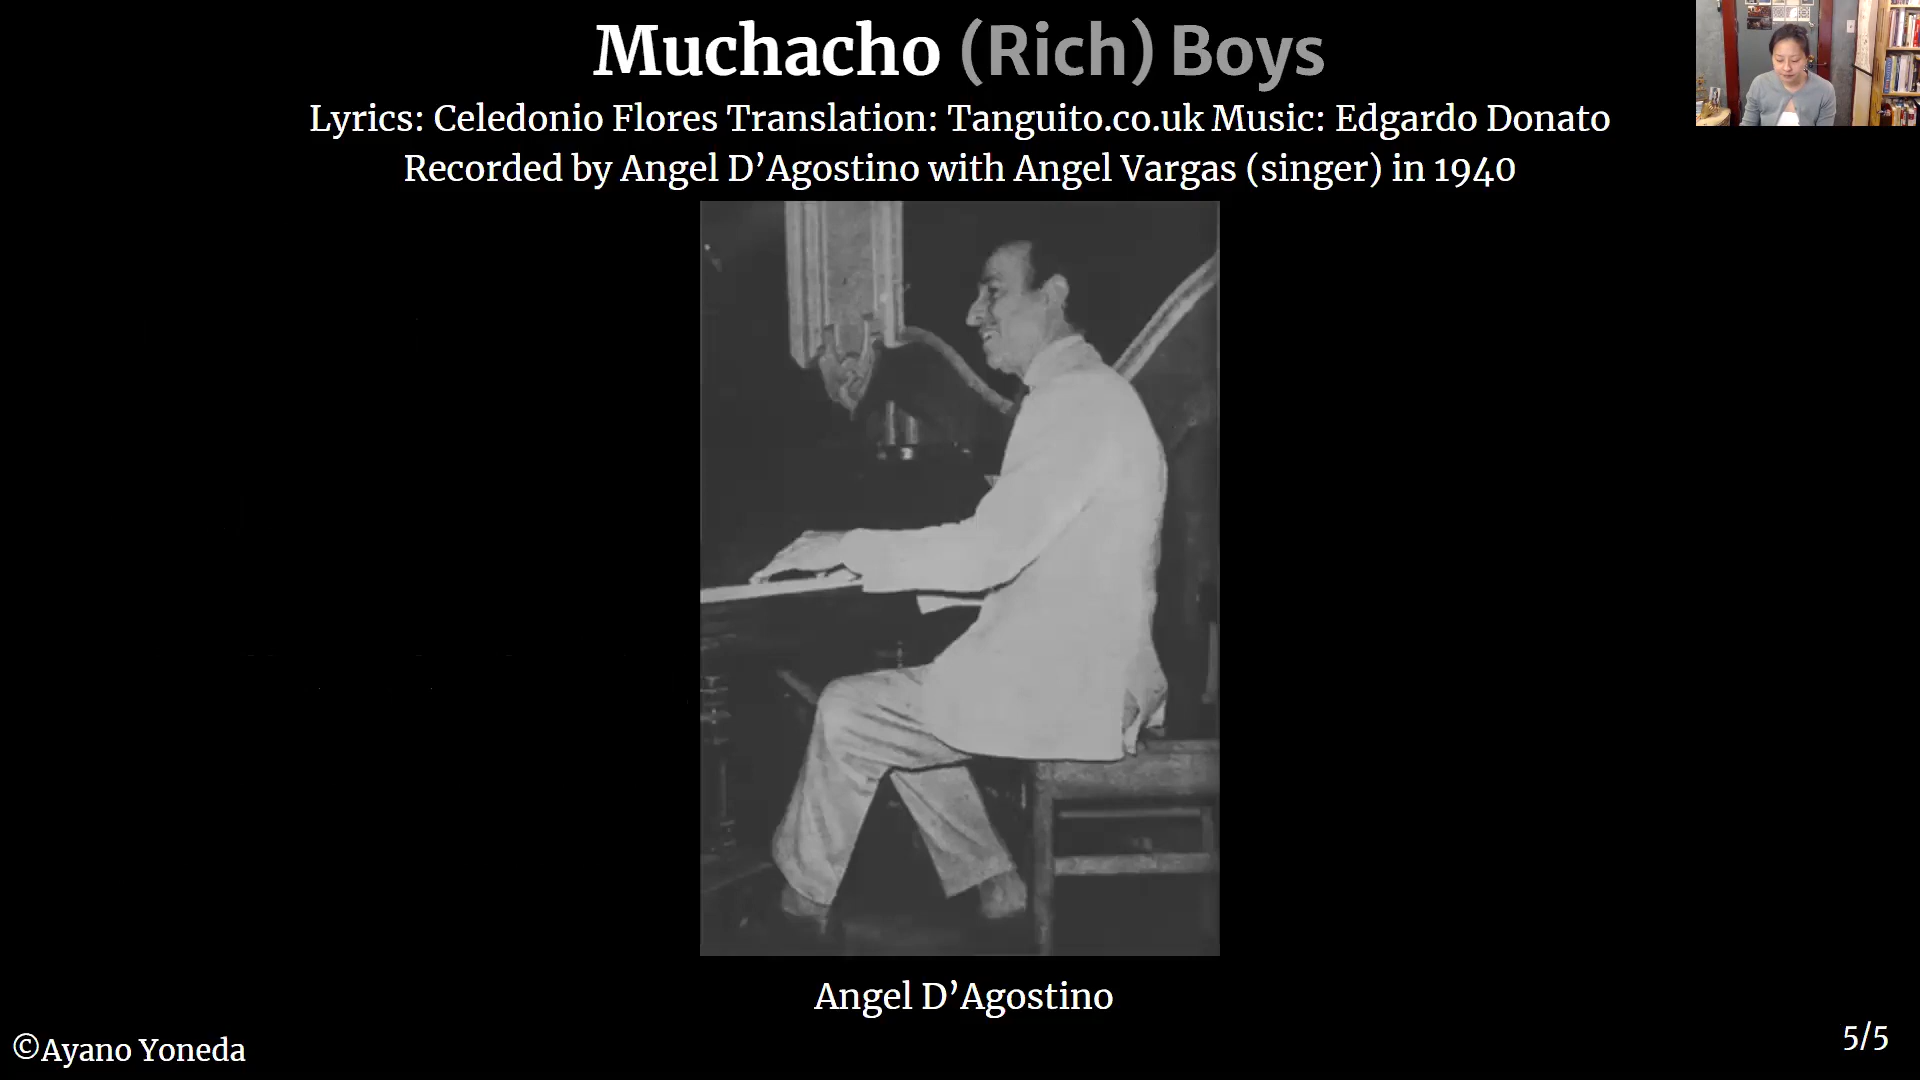 Muchacho (Rich) Boys
Lyrics: Celedonio Flores Translation: Tanguito.co.uk Music: Edgardo Donato
Recorded by Angel D’Agostino with Angel Vargas (singer) in 1940
Angel D’Agostino
©Ayano Yoneda
5/5